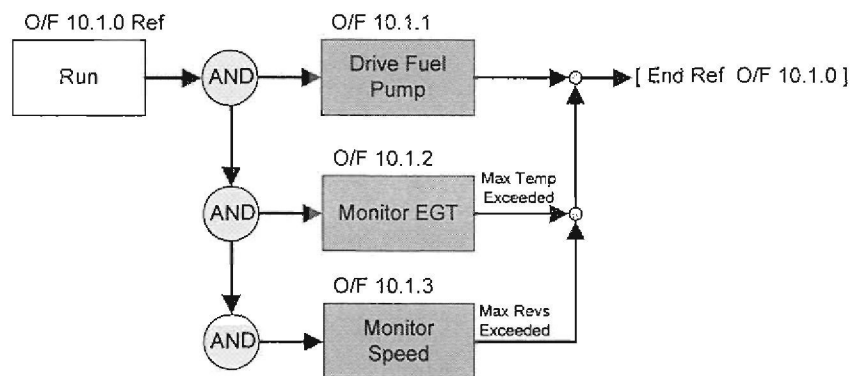 O/F 10.1.0 Ref
O/F 10.1.1
Run
AND
Drive Fuel
Pump
[ End Ref O/F 10.1.0 ]
O/F 10.1.2
AND
Monitor EGT
Max Temp
Exceeded
O/F 10.1.3
AND
Monitor
Speed
Max Revs
Exceeded